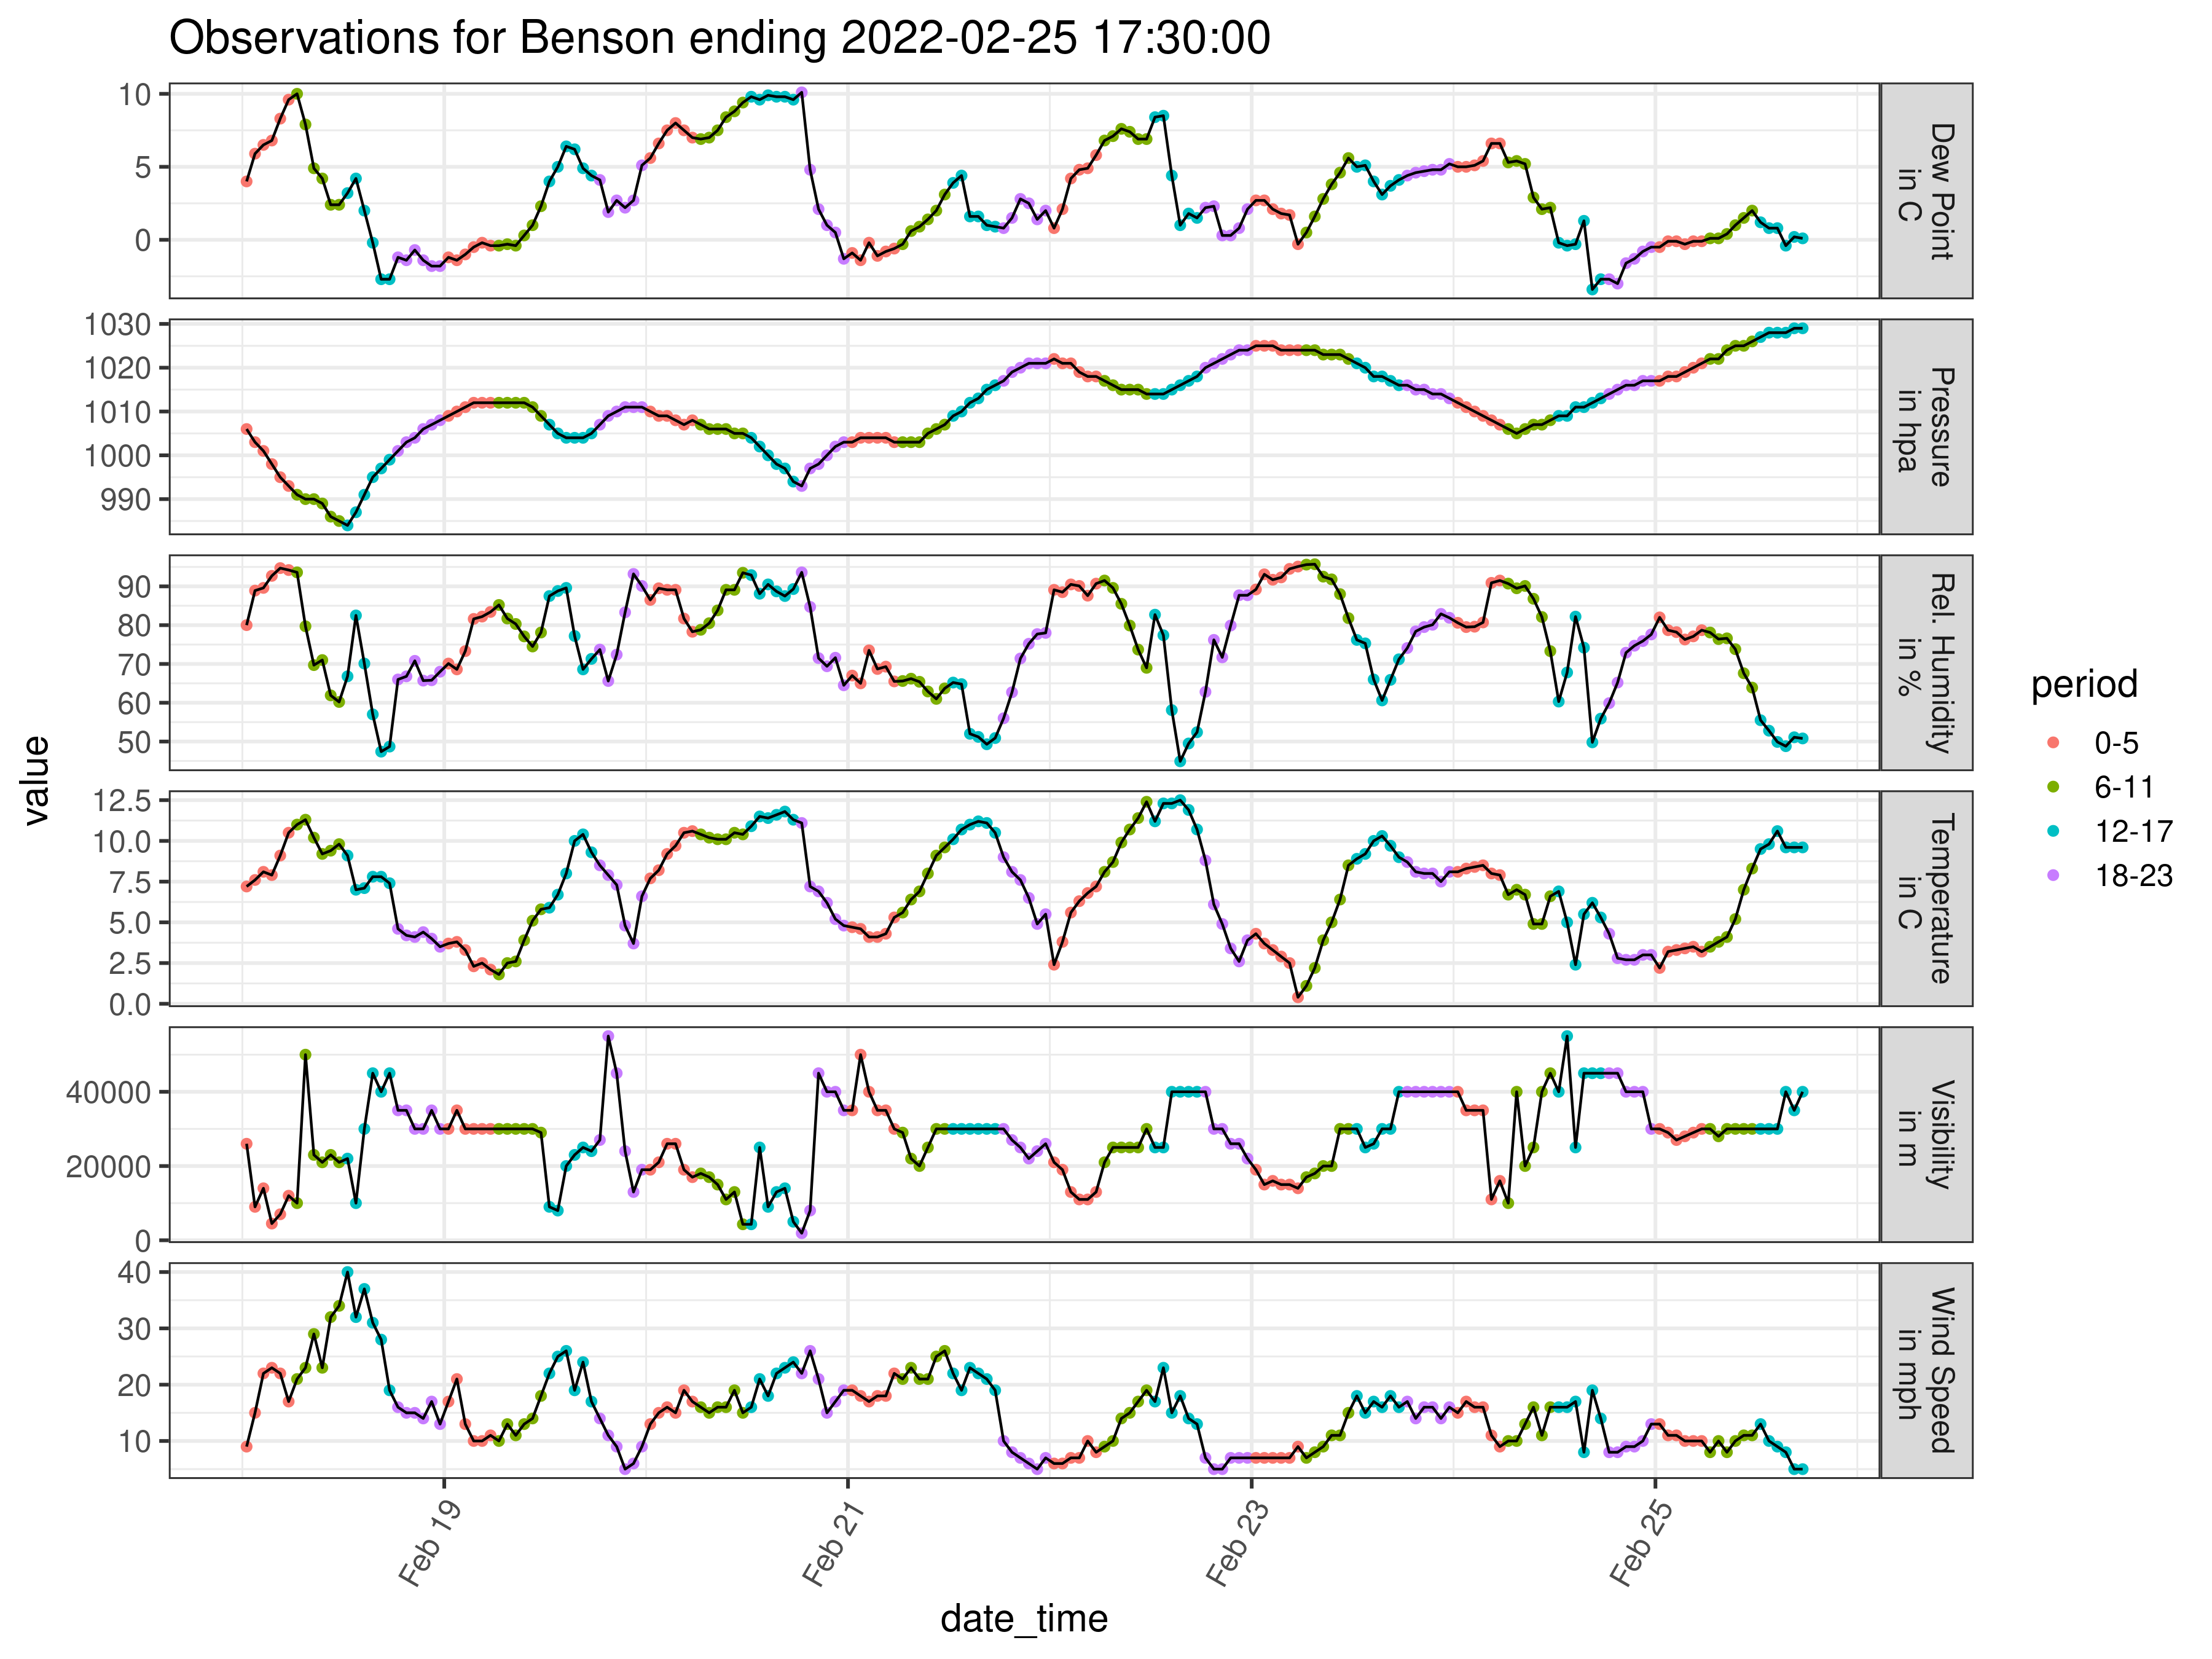 Observations for Benson ending 2022-02-25 17:30:00
value
10
5
0
Dew Point
in C
1030
1020
1010
1000
990
Pressure
in hpa
90
80
70
60
50
Rel. Humidity
in %
12.5
10.0
7.5
5.0
2.5
0.0
Temperature
in C
40000
20000
0
Visibility
in m
40
30
20
10
Wind Speed
in mph
Feb 19
Feb 21
Feb 23
Feb 25
date_time
period
0-5
6-11
12-17
18-23